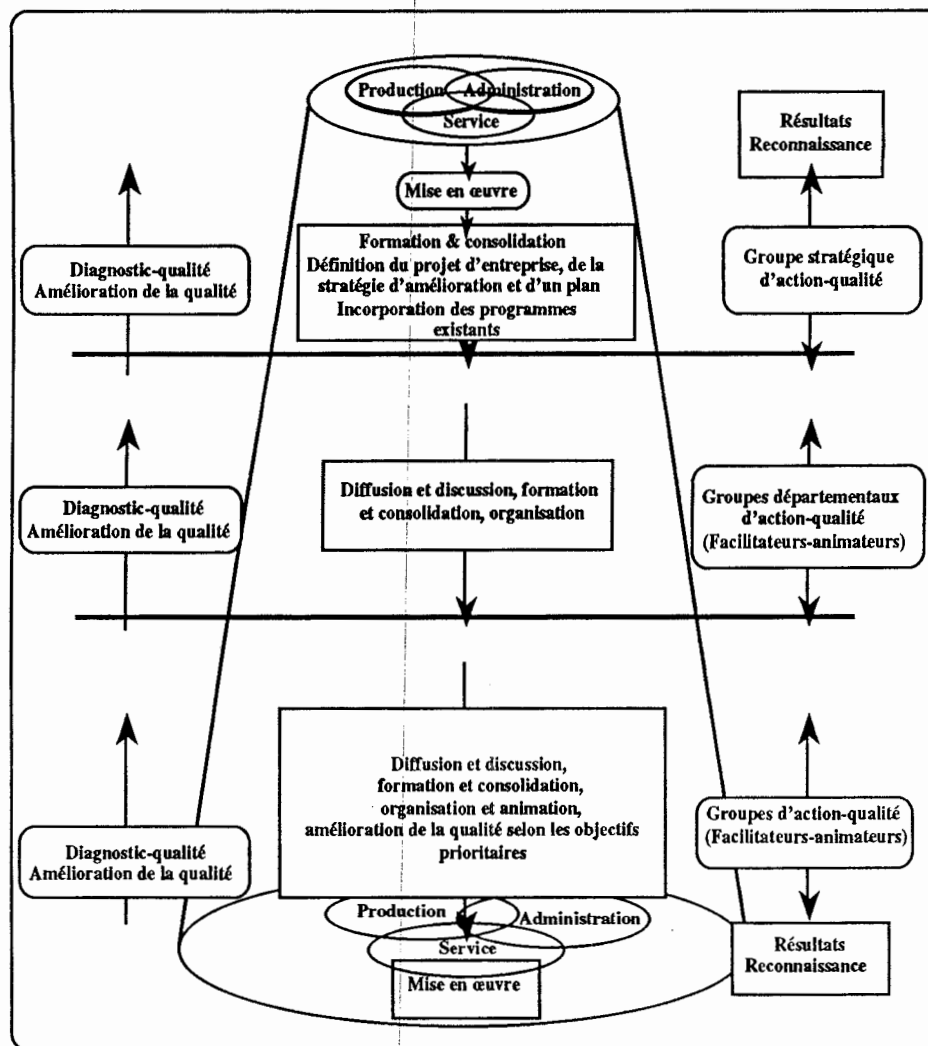 Production
Administration
Service
Résultats
Reconnaissance
Mise en œuvre
Diagnostic-qualité
Amélioration de la qualité
Formation & consolidation
Définition du projet d'entreprise, de la
stratégie d'amélioration et d'un plan
Incorporation des programmes
existants
Groupe stratégique
d'action-qualité
Diagnostic-qualité
Amélioration de la qualité
Diffusion et discussion, formation
et consolidation, organisation
Groupes départementaux
d'action-qualité
(Facilitateurs-animateurs)
Diagnostic-qualité
Amélioration de la qualité
Diffusion et discussion,
formation et consolidation,
organisation et animation,
amélioration de la qualité selon les objectifs
prioritaires
Groupes d'action-qualité
(Facilitateurs-animateurs)
Production
Administration
Service
Mise en œuvre
Résultats
Reconnaissance